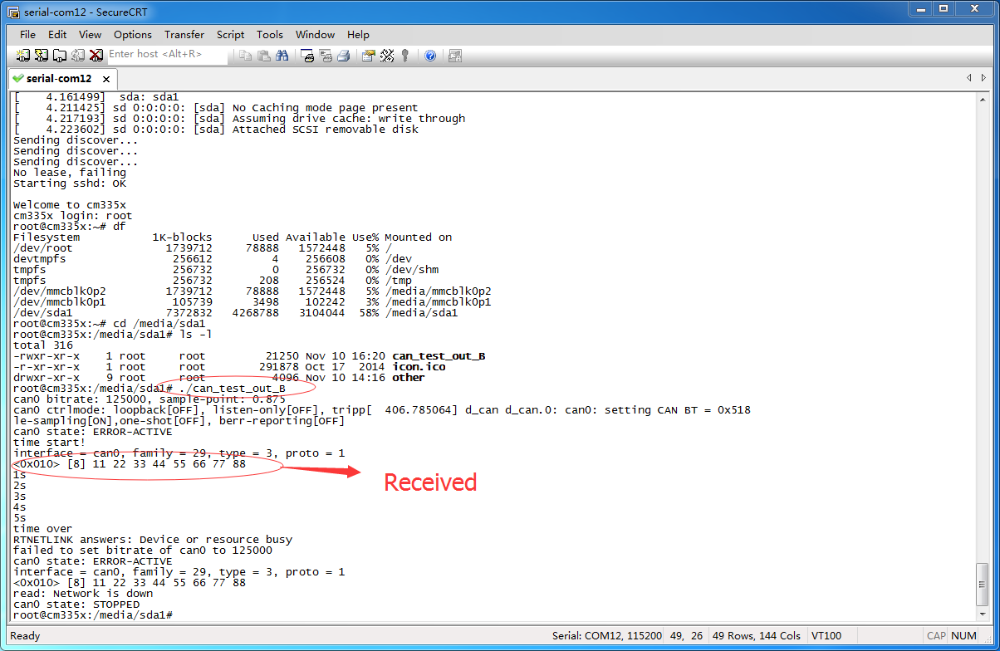 serial-com12 - SecureCRT
File Edit View Options Transfer Script Tools Window Help
Enter host <Alt+R>
serial-com12
[    4.161499]  sda: sda1
[    4.211425] sd 0:0:0:0: [sda] No Caching mode page present
[    4.217193] sd 0:0:0:0: [sda] Assuming drive cache: write through
[    4.223602] sd 0:0:0:0: [sda] Attached SCSI removable disk
Sending discover...
Sending discover...
Sending discover...
No lease, failing
Starting sshd: OK
Welcome to cm335x
cm335x login: root
root@cm335x:~# df
Filesystem           1K-blocks      Used Available Use% Mounted on
/dev/root              1739712     78888   1572448   5% /
devtmpfs                256612         4    256608   0% /dev
tmpfs                   256732         0    256732   0% /dev/shm
tmpfs                   256732       208    256524   0% /tmp
/dev/mmcblk0p2         1739712     78888   1572448   5% /media/mmcblk0p2
/dev/mmcblk0p1          105739      3498    102242   3% /media/mmcblk0p1
/dev/sda1              7372832   4268788   3104044  58% /media/sda1
root@cm335x:~# cd /media/sda1
root@cm335x:/media/sda1# ls -l
total 316
-rwxr-xr-x    1 root     root         21250 Nov 10 16:20 can_test_out_B
-r-xr-xr-x    1 root     root        291878 Oct 17  2014 icon.ico
drwxr-xr-x    9 root     root          4096 Nov 10 14:16 other
root@cm335x:/media/sda1# ./can_test_out_B
can0 bitrate: 125000, sample-point: 0.875
can0 ctrlmode: loopback[OFF], listen-only[OFF], tripp[  406.785064] d_can d_can.0: can0: setting CAN BT = 0x518
le-sampling[ON],one-shot[OFF], berr-reporting[OFF]
can0 state: ERROR-ACTIVE
time start!
interface = can0, family = 29, type = 3, proto = 1
<0x010> [8] 11 22 33 44 55 66 77 88
Received
1s
2s
3s
4s
5s
time over
RTNETLINK answers: Device or resource busy
failed to set bitrate of can0 to 125000
can0 state: ERROR-ACTIVE
interface = can0, family = 29, type = 3, proto = 1
<0x010> [8] 11 22 33 44 55 66 77 88
read: Network is down
can0 state: STOPPED
root@cm335x:/media/sda1#
Ready Serial: COM12, 115200 49, 26 49 Rows, 144 Cols VT100 CAP NUM